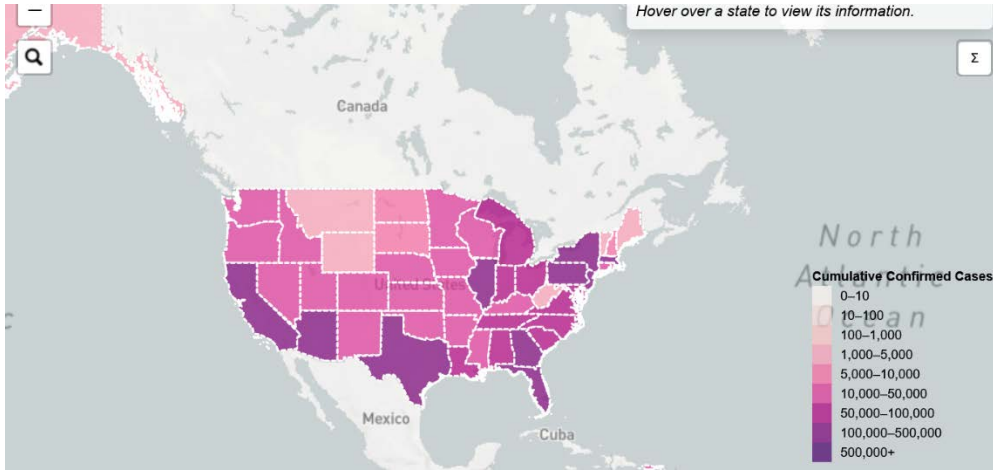 —
Hover over a state to view its information.
Σ
Canada
United States
North
Atlantic
Ocean
Mexico
Cuba
Cumulative Confirmed Cases
0–10
10–100
100–1,000
1,000–5,000
5,000–10,000
10,000–50,000
50,000–100,000
100,000–500,000
500,000+
c